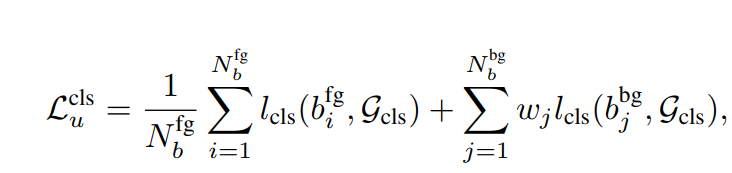 $$\mathcal{L}_u^{\text{cls}} = \frac{1}{N_b^{\text{fg}}} \sum_{i=1}^{N_b^{\text{fg}}} l_{\text{cls}}(b_i^{\text{fg}}, \mathcal{G}_{\text{cls}}) + \sum_{j=1}^{N_b^{\text{bg}}} w_j l_{\text{cls}}(b_j^{\text{bg}}, \mathcal{G}_{\text{cls}}),$$